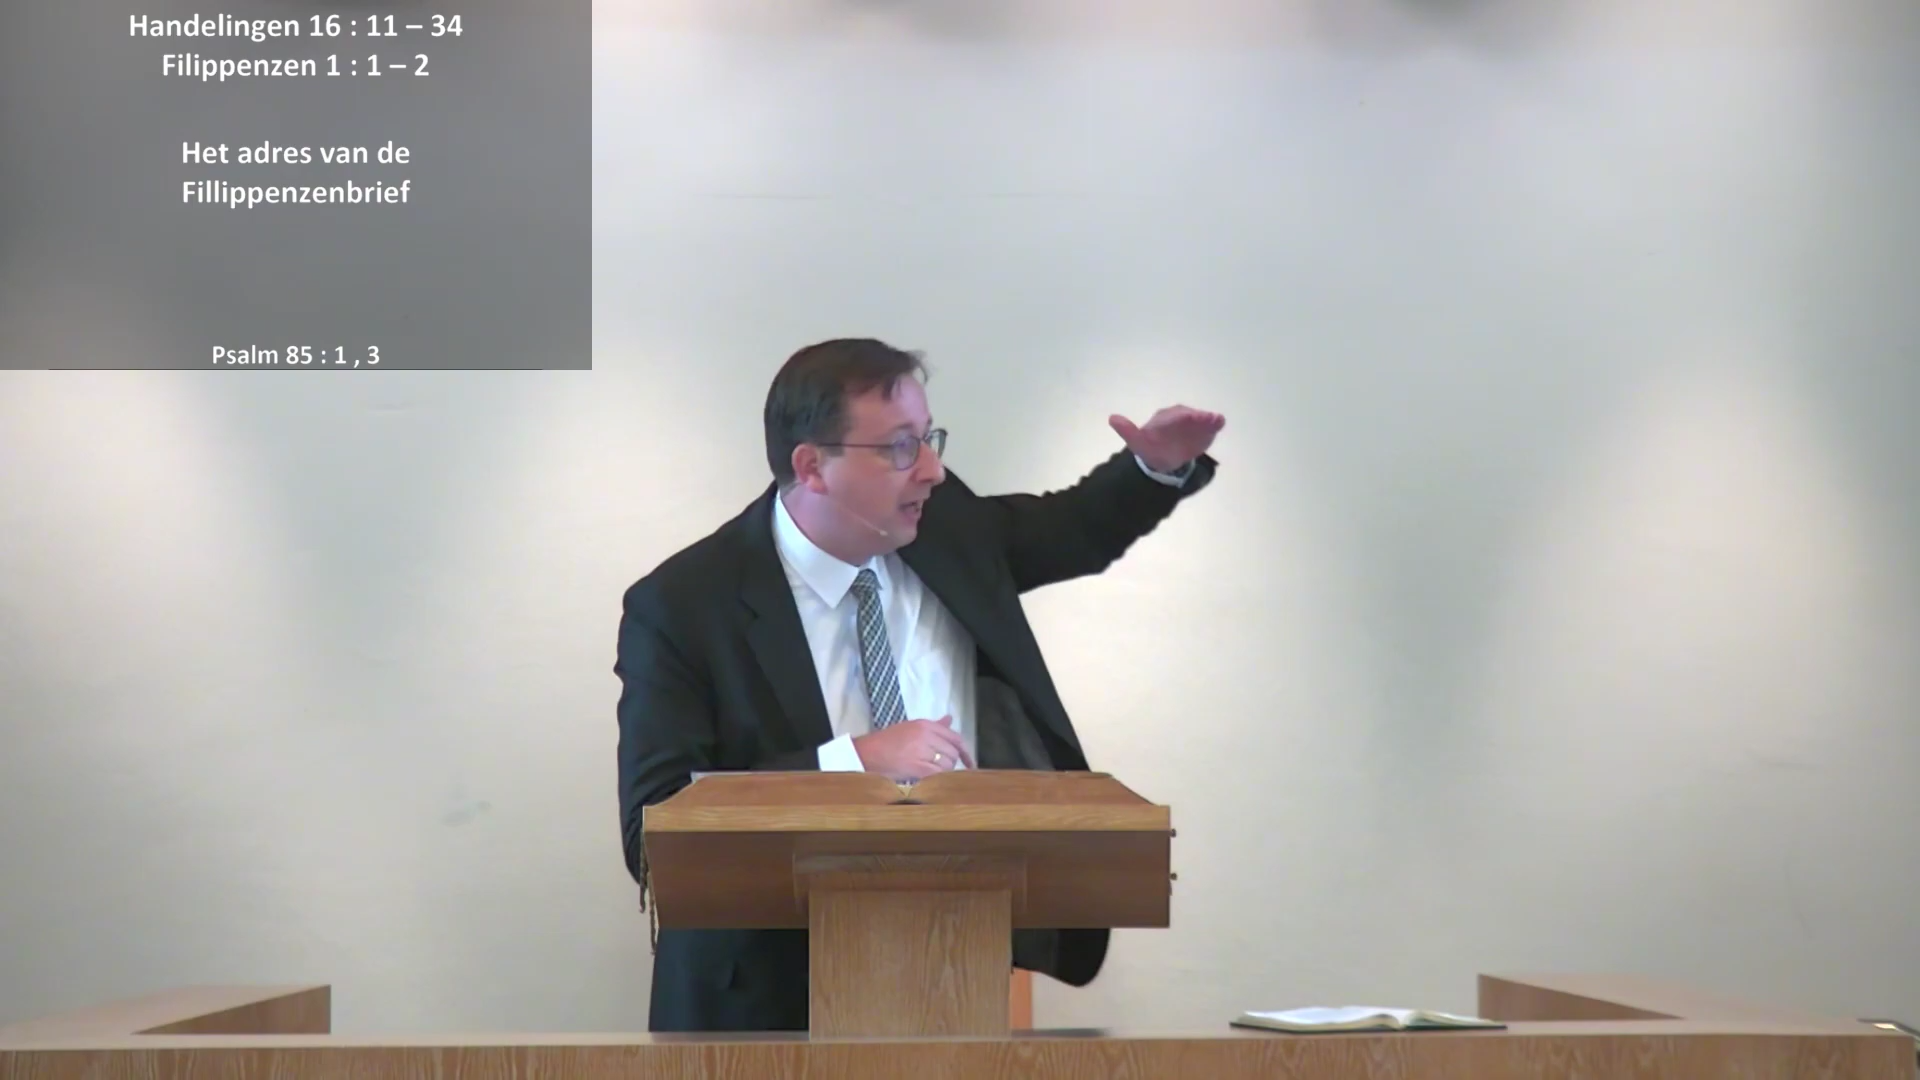 Handelingen 16 : 11 – 34
Filippenzen 1 : 1 – 2
Het adres van de
Fillippenzenbrief
Psalm 85 : 1 , 3